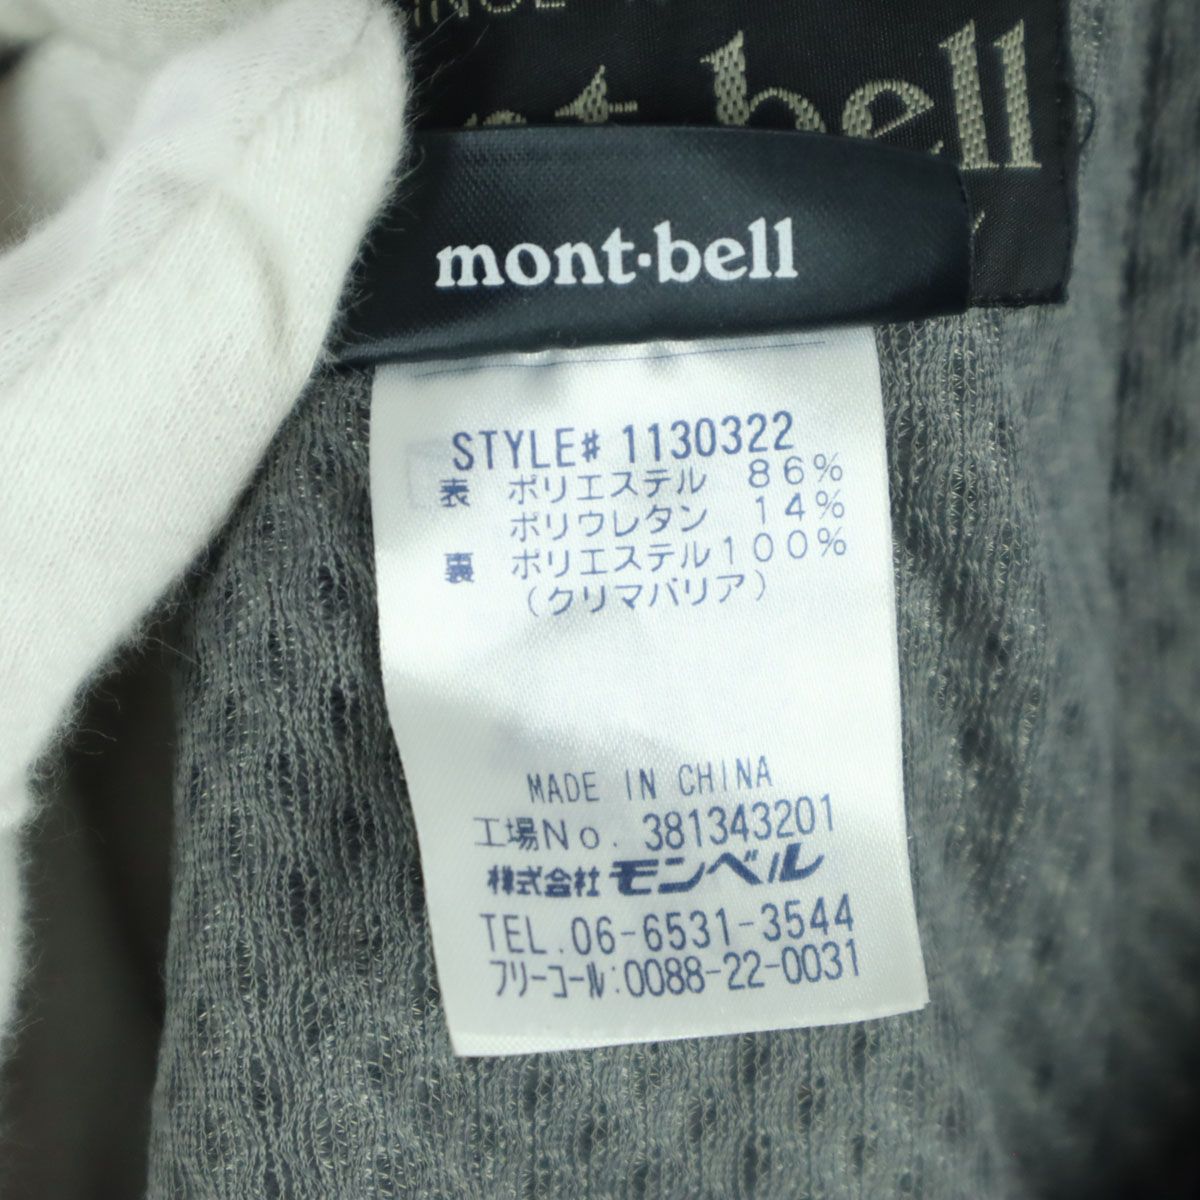 bell
mont·bell
STYLE# 1130322
表 ポリエステル 86%
ポリウレタン 14%
裏 ポリエステル100%
(クリマバリア)
MADE IN CHINA
工場No. 381343201
株式会社 モンベル
TEL.06-6531-3544
フリーコール:0088-22-0031